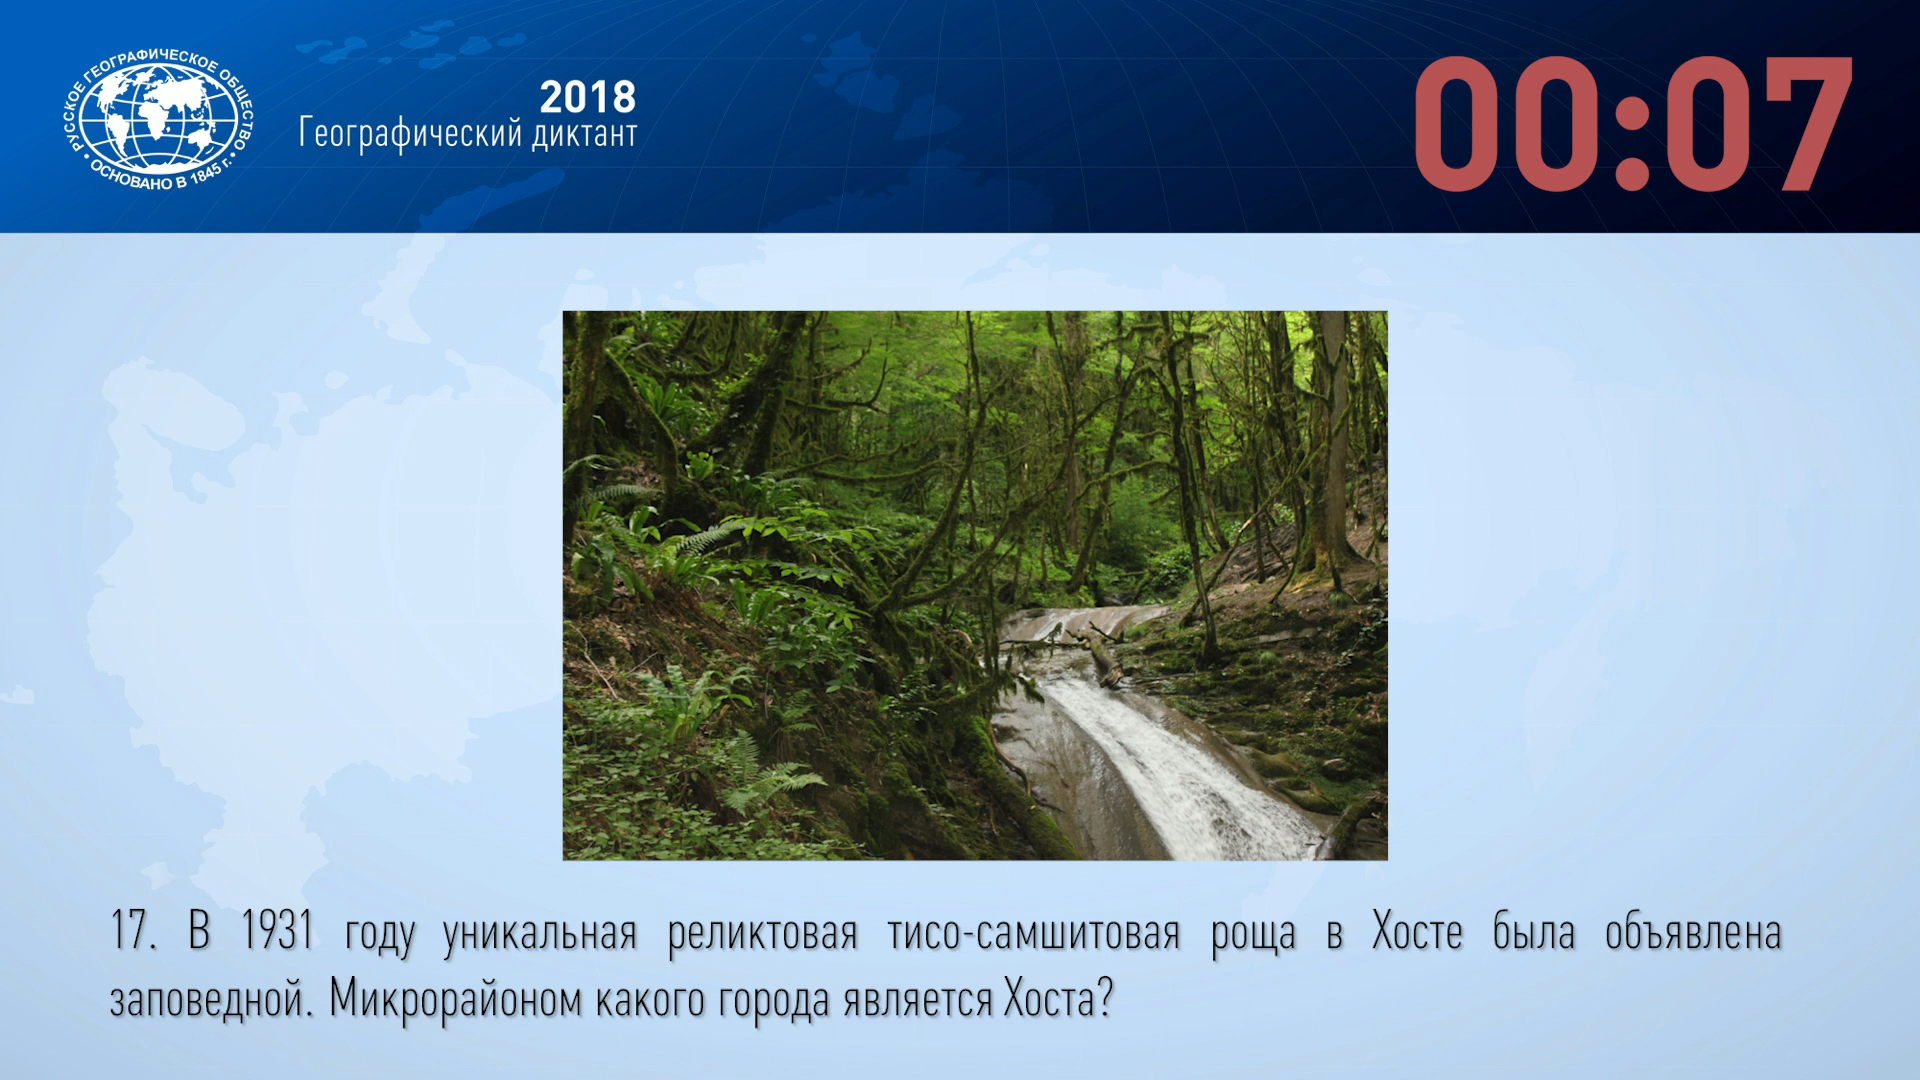 РУССКОЕ ГЕОГРАФИЧЕСКОЕ ОБЩЕСТВО
• ОСНОВАНО В 1845 г. •
2018
Географический диктант
00:07
17. В 1931 году уникальная реликтовая тисо-самшитовая роща в Хосте была объявлена
заповедной. Микрорайоном какого города является Хоста?